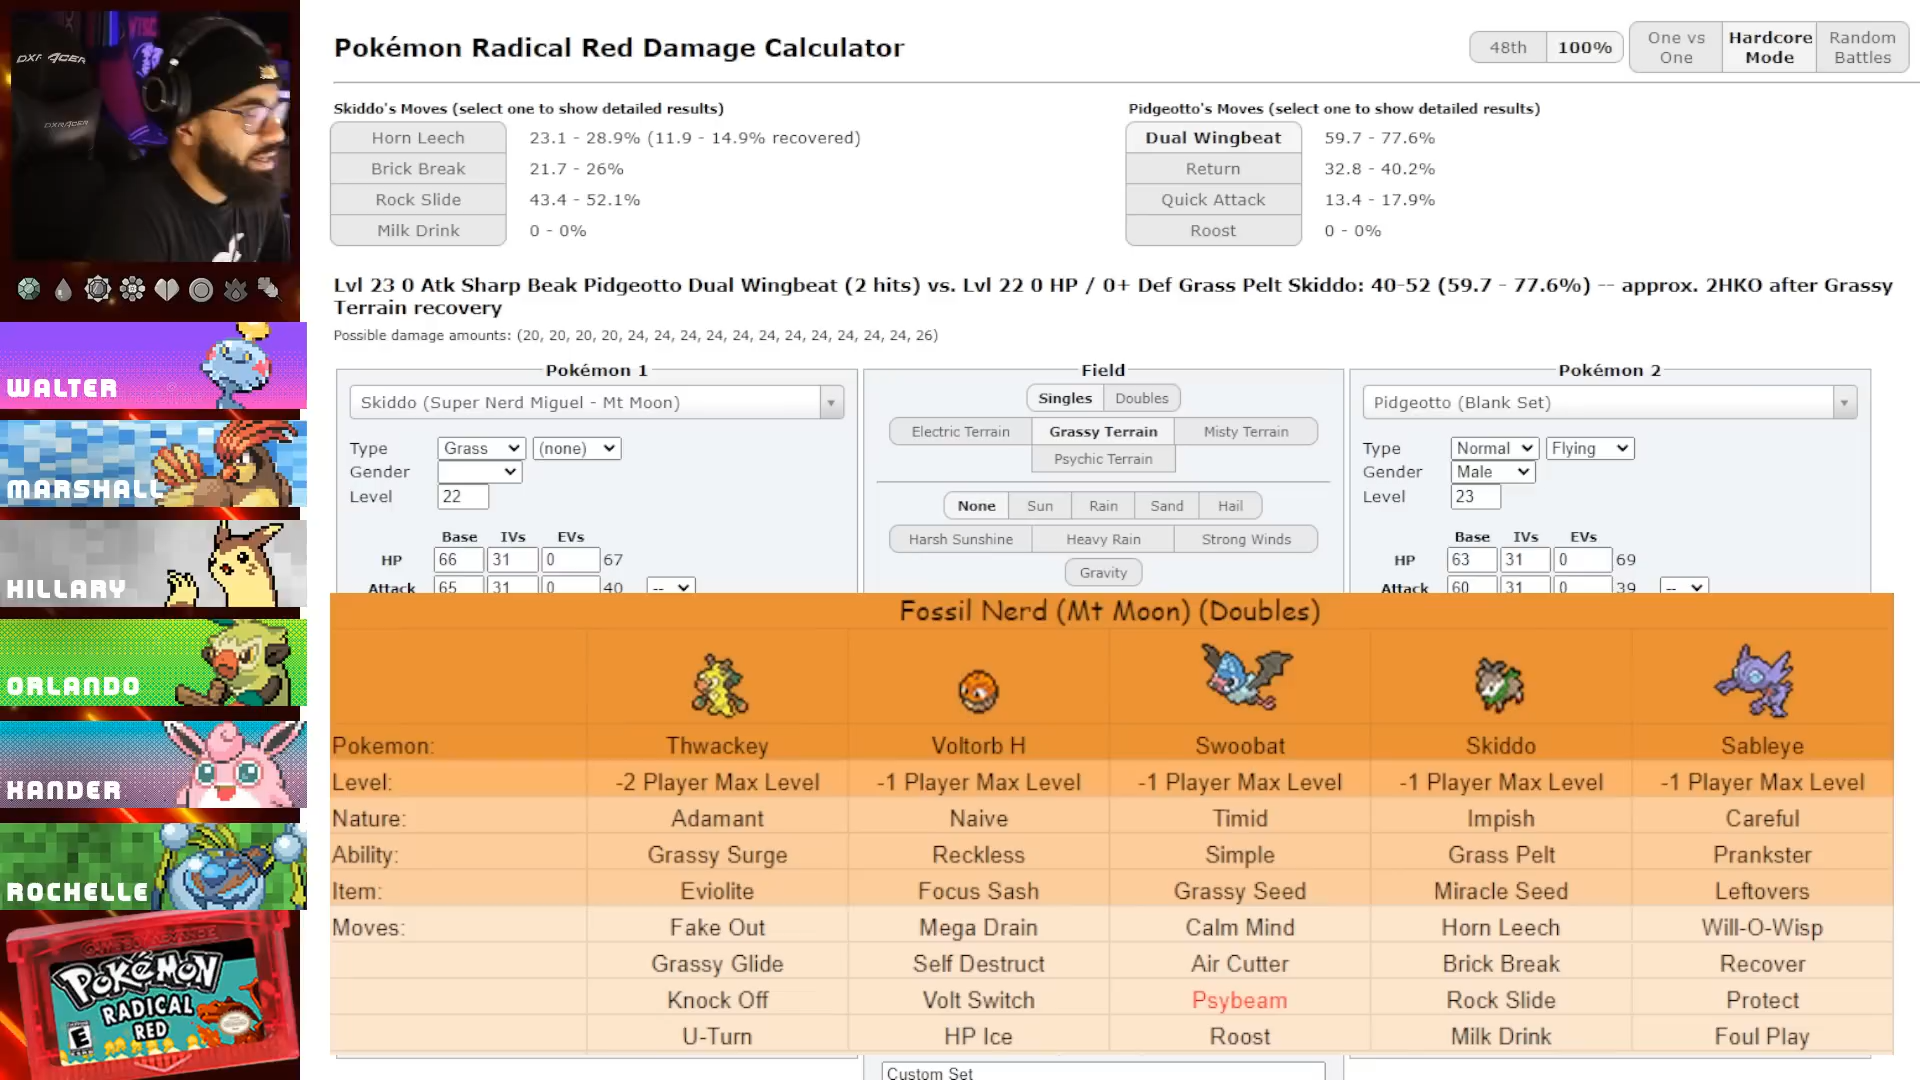 DXRACER
DXRACER
WALTER
MARSHALL
HILLARY
ORLANDO
XANDER
ROCHELLE
POKéMON
RADICAL
RED
E
Pokémon Radical Red Damage Calculator
48th 100%
One vs One
Hardcore Mode
Random Battles
Skiddo's Moves (select one to show detailed results)
Horn Leech 23.1 - 28.9% (11.9 - 14.9% recovered)
Brick Break 21.7 - 26%
Rock Slide 43.4 - 52.1%
Milk Drink 0 - 0%
Pidgeotto's Moves (select one to show detailed results)
Dual Wingbeat 59.7 - 77.6%
Return 32.8 - 40.2%
Quick Attack 13.4 - 17.9%
Roost 0 - 0%
Lvl 23 0 Atk Sharp Beak Pidgeotto Dual Wingbeat (2 hits) vs. Lvl 22 0 HP / 0+ Def Grass Pelt Skiddo: 40-52 (59.7 - 77.6%) -- approx. 2HKO after Grassy
Terrain recovery
Possible damage amounts: (20, 20, 20, 20, 24, 24, 24, 24, 24, 24, 24, 24, 24, 24, 24, 26)
Pokémon 1
Skiddo (Super Nerd Miguel - Mt Moon)
Type Grass (none)
Gender
Level 22
Base IVs EVs
HP 66 31 0 67
Attack 65 31 0 40 --
Field
Singles Doubles
Electric Terrain Grassy Terrain Misty Terrain
Psychic Terrain
None Sun Rain Sand Hail
Harsh Sunshine Heavy Rain Strong Winds
Gravity
Pokémon 2
Pidgeotto (Blank Set)
Type Normal Flying
Gender Male
Level 23
Base IVs EVs
HP 63 31 0 69
Attack 60 31 0 39 --
Fossil Nerd (Mt Moon) (Doubles)
Pokemon: Thwackey Voltorb H Swoobat Skiddo Sableye
Level: -2 Player Max Level -1 Player Max Level -1 Player Max Level -1 Player Max Level -1 Player Max Level
Nature: Adamant Naive Timid Impish Careful
Ability: Grassy Surge Reckless Simple Grass Pelt Prankster
Item: Eviolite Focus Sash Grassy Seed Miracle Seed Leftovers
Moves: Fake Out Mega Drain Calm Mind Horn Leech Will-O-Wisp
Grassy Glide Self Destruct Air Cutter Brick Break Recover
Knock Off Volt Switch Psybeam Rock Slide Protect
U-Turn HP Ice Roost Milk Drink Foul Play
Custom Set